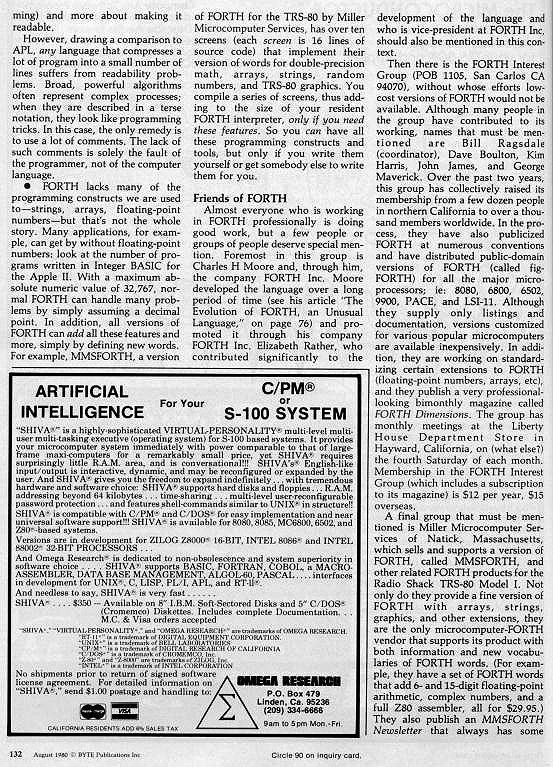 ming) and more about making it
readable.
However, drawing a comparison to
APL, any language that compresses a
lot of program into a small number of
lines suffers from readability prob-
lems. Broad, powerful algorithms
often represent complex processes;
when they are described in a terse
notation, they look like programming
tricks. In this case, the only remedy is
to use a lot of comments. The lack of
such comments is solely the fault of
the programmer, not of the computer
language.
● FORTH lacks many of the
programming constructs we are used
to—strings, arrays, floating-point
numbers—but that's not the whole
story. Many applications, for exam-
ple, can get by without floating-point
numbers; look at the number of pro-
grams written in Integer BASIC for
the Apple II. With a maximum ab-
solute numeric value of 32,767, nor-
mal FORTH can handle many prob-
lems by simply assuming a decimal
point. In addition, all versions of
FORTH can add all these features and
more, simply by defining new words.
For example, MMSFORTH, a version
of FORTH for the TRS-80 by Miller
Microcomputer Services, has over ten
screens (each screen is 16 lines of
source code) that implement their
version of words for double-precision
math, arrays, strings, random
numbers, and TRS-80 graphics. You
compile a series of screens, thus add-
ing to the size of your resident
FORTH interpreter, only if you need
these features. So you can have all
these programming constructs and
tools, but only if you write them
yourself or get somebody else to write
them for you.
Friends of FORTH
Almost everyone who is working
in FORTH professionally is doing
good work, but a few people or
groups of people deserve special men-
tion. Foremost in this group is
Charles H Moore and, through him,
the company FORTH Inc. Moore
developed the language over a long
period of time (see his article "The
Evolution of FORTH, an Unusual
Language," on page 76) and pro-
moted it through his company
FORTH Inc. Elizabeth Rather, who
contributed significantly to the
development of the language and
who is vice-president at FORTH Inc,
should also be mentioned in this con-
text.
Then there is the FORTH Interest
Group (POB 1105, San Carlos CA
94070), without whose efforts low-
cost versions of FORTH would not be
available. Although many people in
the group have contributed to its
working, names that must be men-
tioned are Bill Ragsdale
(coordinator), Dave Boulton, Kim
Harris, John James, and George
Maverick. Over the past two years,
this group has collectively raised its
membership from a few dozen people
in northern California to over a thou-
sand members worldwide. In the pro-
cess, they have also publicized
FORTH at numerous conventions
and have distributed public-domain
versions of FORTH (called fig-
FORTH) for all the major micro-
processors; ie: 8080, 6800, 6502,
9900, PACE, and LSI-11. Although
they supply only listings and
documentation, versions customized
for various popular microcomputers
are available inexpensively. In addi-
tion, they are working on standard-
izing certain extensions to FORTH
(floating-point numbers, arrays, etc),
and they publish a very professional-
looking bimonthly magazine called
FORTH Dimensions. The group has
monthly meetings at the Liberty
House Department Store in
Hayward, California, on (what else?)
the fourth Saturday of each month.
Membership in the FORTH Interest
Group (which includes a subscription
to its magazine) is $12 per year, $15
overseas.
A final group that must be men-
tioned is Miller Microcomputer Ser-
vices of Natick, Massachusetts,
which sells and supports a version of
FORTH, called MMSFORTH, and
other related FORTH products for the
Radio Shack TRS-80 Model I. Not
only do they provide a fine version of
FORTH with arrays, strings,
graphics, and other extensions, they
are the only microcomputer-FORTH
vendor that supports its product with
both information and new vocabu-
laries of FORTH words. (For exam-
ple, they have a set of FORTH words
that add 6- and 15-digit floating-point
arithmetic, complex numbers, and a
full Z80 assembler, all for $29.95.)
They also publish an MMSFORTH
Newsletter that always has some
ARTIFICIAL
INTELLIGENCE
For Your
C/PM®
or
S-100 SYSTEM
"SHIVA®" is a highly-sophisticated VIRTUAL-PERSONALITY® multi-level multi-
user multi-tasking executive (operating system) for S-100 based systems. It provides
your microcomputer system immediately with power comparable to that of large-
frame maxi-computers for a remarkably small price, yet SHIVA® requires
surprisingly little R.A.M. area, and is conversational!!! SHIVA's® English-like
input/output is interactive, dynamic, and may be reconfigured or expanded by the
user. And SHIVA® gives you the freedom to expand indefinitely . . . with tremendous
hardware and software choice: SHIVA® supports hard disks and floppies . . . R.A.M.
addressing beyond 64 kilobytes . . . time-sharing . . . multi-level user-reconfigurable
password protection . . . and features shell-commands similar to UNIX® in structure!!
SHIVA® is compatible with C/PM® and C/DOS® for easy implementation and near
universal software support!!! SHIVA® is available for 8080, 8085, MC6800, 6502, and
Z80®-based systems.
Versions are in development for ZILOG Z8000® 16-BIT, INTEL 8086® and INTEL
88002® 32-BIT PROCESSORS . . .
And Omega Research® is dedicated to non-obsolescence and system superiority in
software choice . . . . SHIVA® supports BASIC, FORTRAN, COBOL, a MACRO-
ASSEMBLER, DATA BASE MANAGEMENT, ALGOL-60, PASCAL . . . . interfaces
in development for UNIX®, C, LISP, PL-1, APL, and RT-II®.
And needless to say, SHIVA® is very fast . . . . .
SHIVA® . . . . $350 – Available on 8" I.B.M. Soft-Sectored Disks and 5" C/DOS®
(Cromemco) Diskettes. Includes complete Documentation. . .
M.C. & Visa orders accepted
"SHIVA", "VIRTUAL-PERSONALITY", and "OMEGA RESEARCH" are trademarks of OMEGA RESEARCH.
"RT-11" is a trademark of DIGITAL EQUIPMENT CORPORATION
"UNIX" is a trademark of BELL LABORATORIES
"CP/M" is a trademark of DIGITAL RESEARCH OF CALIFORNIA
"C/DOS" is a trademark of CROMEMCO, Inc.
"Z-80" and "Z-8000" are trademarks of ZILOG, Inc.
"INTEL" is a trademark of INTEL CORPORATION
No shipments prior to return of signed software
license agreement. For detailed information on
"SHIVA," send $1.00 postage and handling to:
VISA
CALIFORNIA RESIDENTS ADD 6% SALES TAX
Σ
OMEGA RESEARCH
P.O. Box 479
Linden, Ca. 95236
(209) 334-6666
9am to 5pm Mon.-Fri.
132 August 1980 © BYTE Publications Inc
Circle 90 on inquiry card.